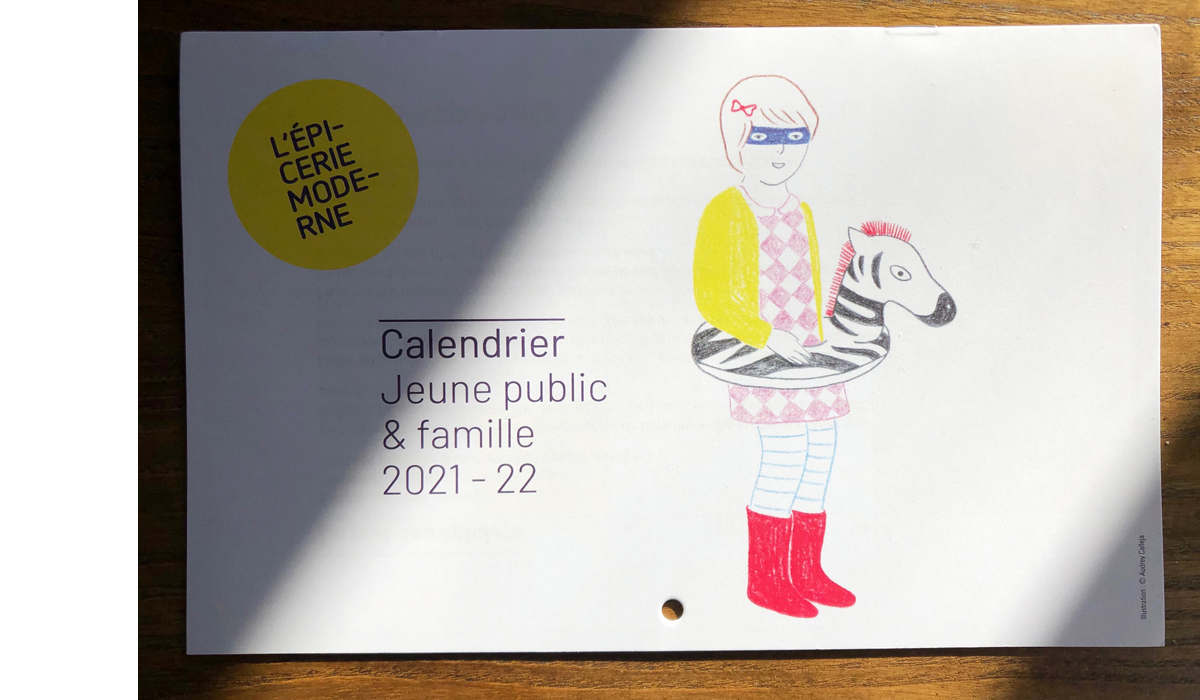 L'ÉPI-
CERIE
MODE-
RNE
Calendrier
Jeune public
& famille
2021 - 22
Illustration : © Audrey Calleja